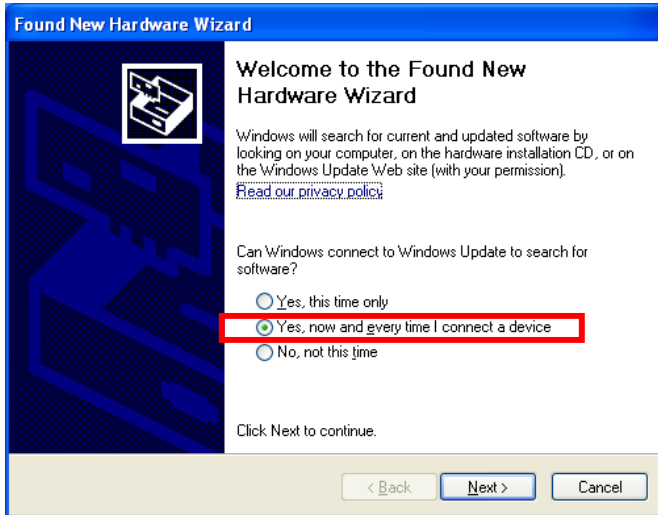 Found New Hardware Wizard
Welcome to the Found New
Hardware Wizard
Windows will search for current and updated software by
looking on your computer, on the hardware installation CD, or on
the Windows Update Web site (with your permission).
Read our privacy policy
Can Windows connect to Windows Update to search for
software?
Yes, this time only
Yes, now and every time I connect a device
No, not this time
Click Next to continue.
< Back
Next >
Cancel